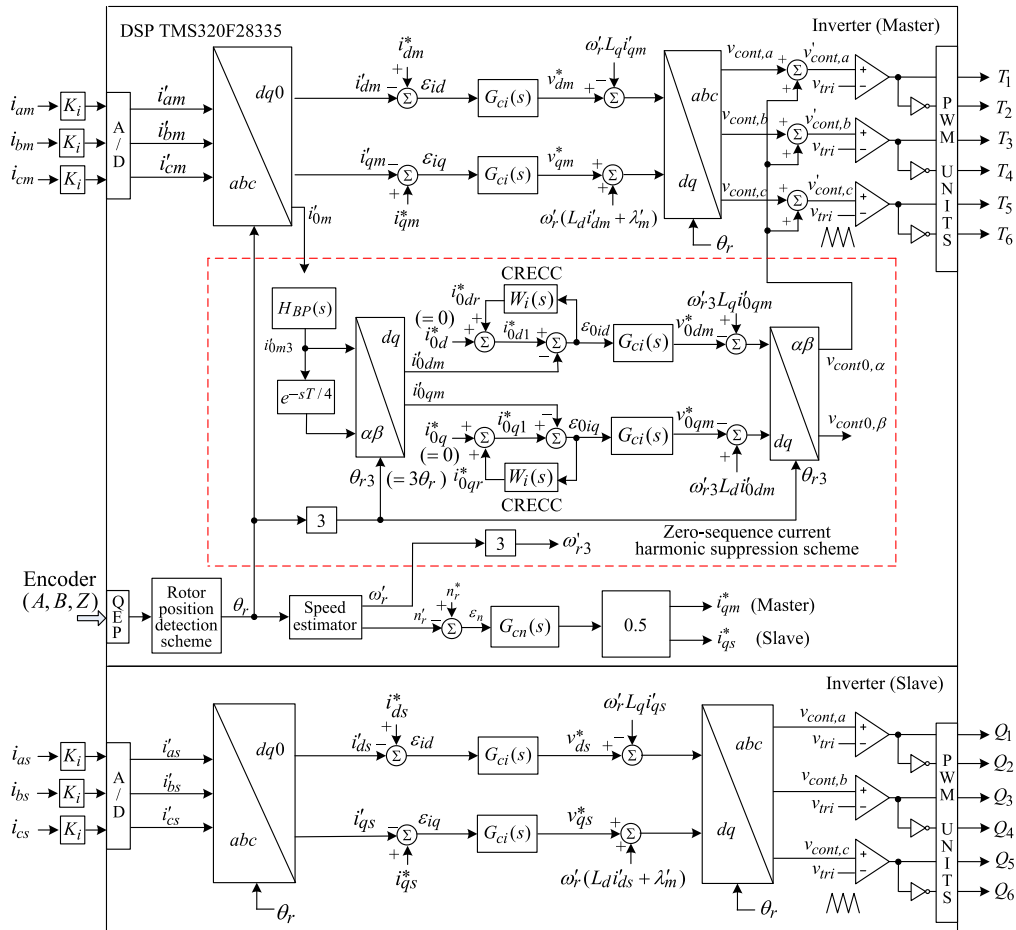 DSP TMS320F28335
Inverter (Master)
i*dm
ω′r Lq i′qm
vcont,a
v′cont,a
vtri
T1
T2
iam
Ki
i′am
dq0
i′dm
εid
Gci(s)
v*dm
abc
ibm
Ki
A/D
i′bm
vcont,b
v′cont,b
vtri
T3
T4
icm
Ki
i′cm
abc
i′qm
εiq
Gci(s)
v*qm
dq
vcont,c
v′cont,c
vtri
T5
T6
PWM UNITS
i′0m
i*qm
ω′r(Ld i′dm + λ′m)
θr
CRECC
HBP(s)
i*0dr
Wi(s)
ω′r3 Lq i′0qm
(= 0)
i*0d
i*0d1
ε0id
Gci(s)
v*0dm
i′0m3
dq
i′0dm
αβ
vcont0,α
e−sT/4
αβ
i′0qm
i*0q
i*0q1
ε0iq
Gci(s)
v*0qm
dq
vcont0,β
(= 0)
i*0qr
Wi(s)
CRECC
ω′r3 Ld i′0dm
θr3
θr3 (= 3θr)
3
Zero-sequence current
harmonic suppression scheme
3
ω′r3
Encoder
(A, B, Z)
QEP
Rotor
position
detection
scheme
θr
Speed
estimator
ω′r
n′r
n*r
εn
Gcn(s)
0.5
i*qm (Master)
i*qs (Slave)
Inverter (Slave)
i*ds
ω′r Lq i′qs
vcont,a
vtri
Q1
Q2
ias
Ki
i′as
dq0
i′ds
εid
Gci(s)
v*ds
abc
ibs
Ki
A/D
i′bs
vcont,b
vtri
Q3
Q4
ics
Ki
i′cs
abc
i′qs
εiq
Gci(s)
v*qs
dq
vcont,c
vtri
Q5
Q6
PWM UNITS
i*qs
ω′r(Ld i′ds + λ′m)
θr
θr